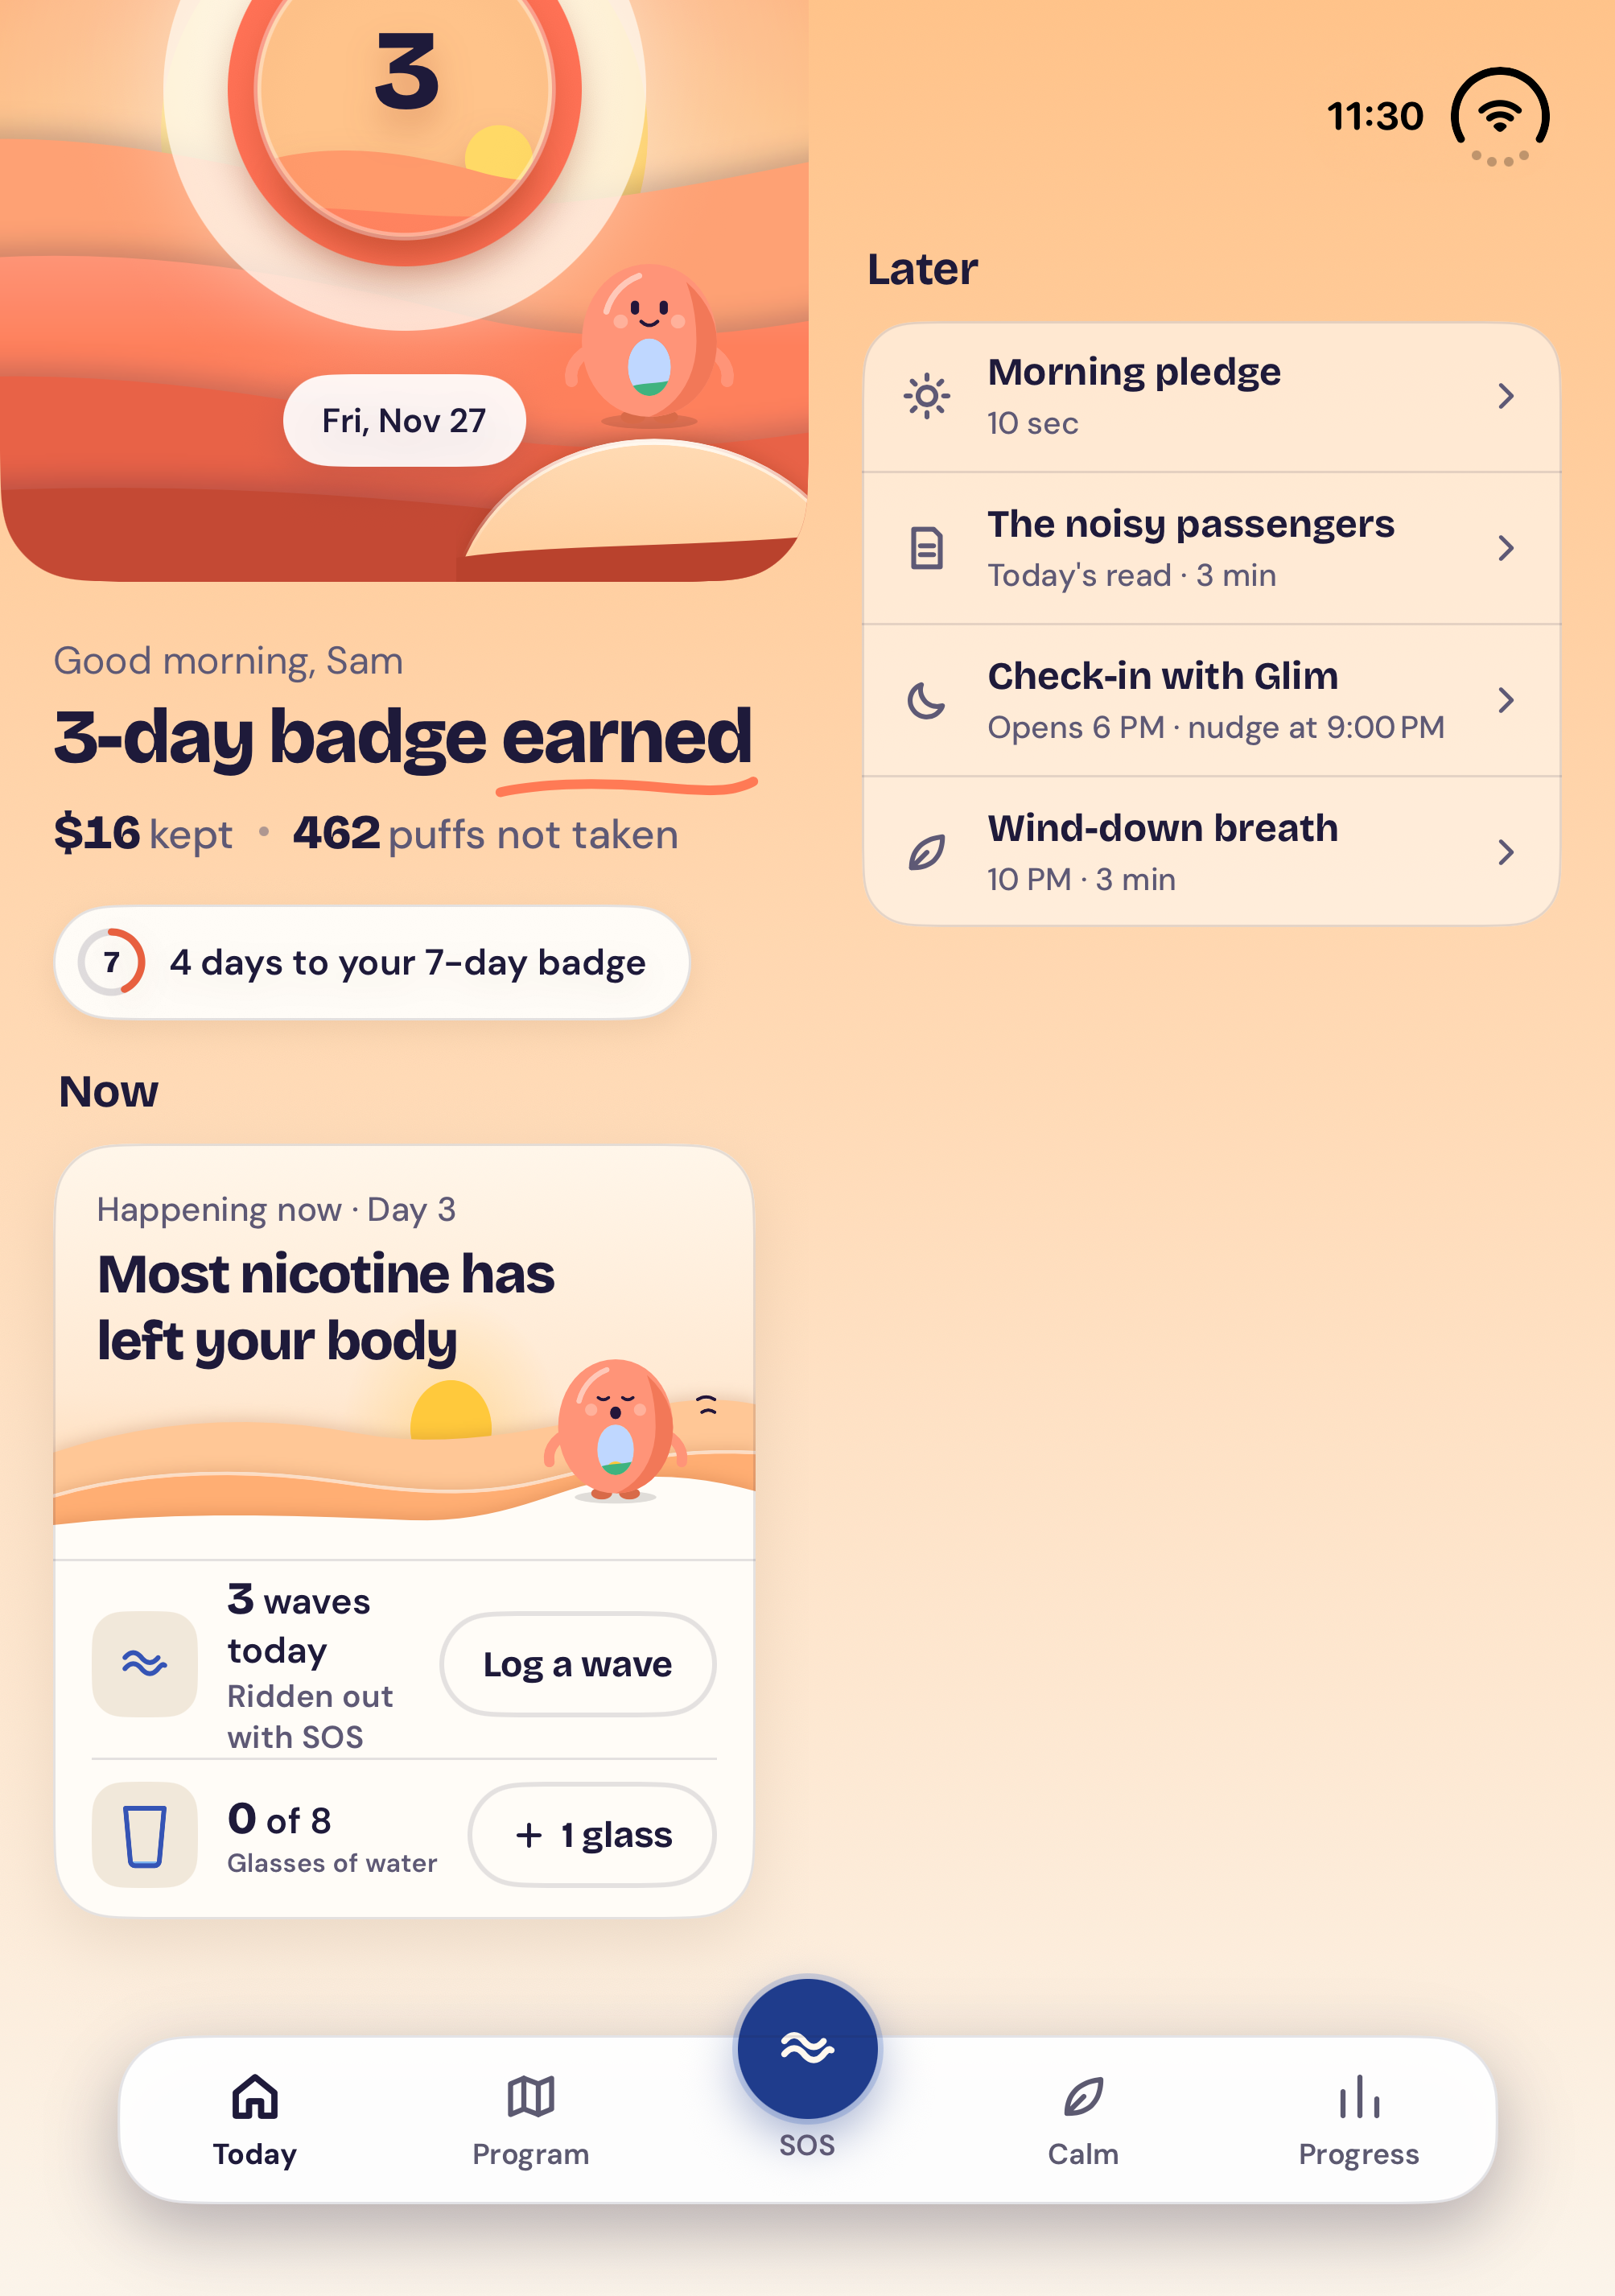 3
Fri, Nov 27
Good morning, Sam
3-day badge earned
$16 kept • 462 puffs not taken
7
4 days to your 7-day badge
Now
Happening now · Day 3
Most nicotine has
left your body
3 waves
today
Ridden out
with SOS
Log a wave
0 of 8
Glasses of water
+ 1 glass
11:30
Later
Morning pledge
10 sec
The noisy passengers
Today's read · 3 min
Check-in with Glim
Opens 6 PM · nudge at 9:00 PM
Wind-down breath
10 PM · 3 min
Today
Program
SOS
Calm
Progress